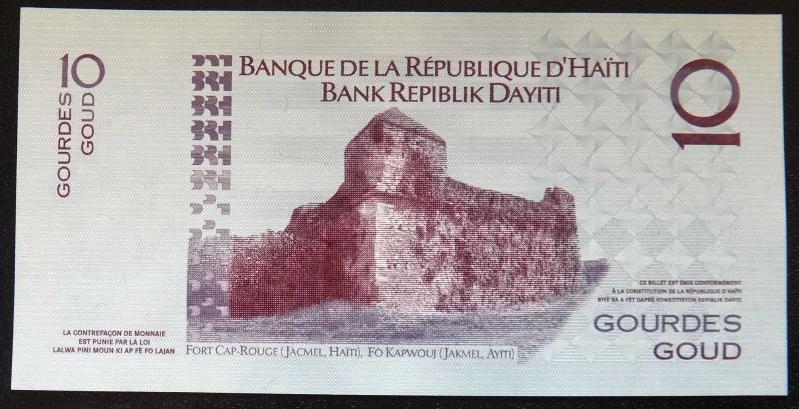 10
GOURDES
GOUD
BANQUE DE LA RÉPUBLIQUE D'HAÏTI
BANK REPIBLIK DAYITI
10
CE BILLET EST ÉMIS CONFORMÉMENT
À LA CONSTITUTION DE LA RÉPUBLIQUE D'HAÏTI
BIYÈ SA A FÈT DAPRÈ KONSTITISYON REPIBLIK DAYITI
GOURDES
GOUD
LA CONTREFAÇON DE MONNAIE
EST PUNIE PAR LA LOI
LALWA PINI MOUN KI AP FÈ FO LAJAN
FORT CAP-ROUGE (JACMEL, HAÏTI), FO KAPWOUJ (JAKMEL, AYITI)